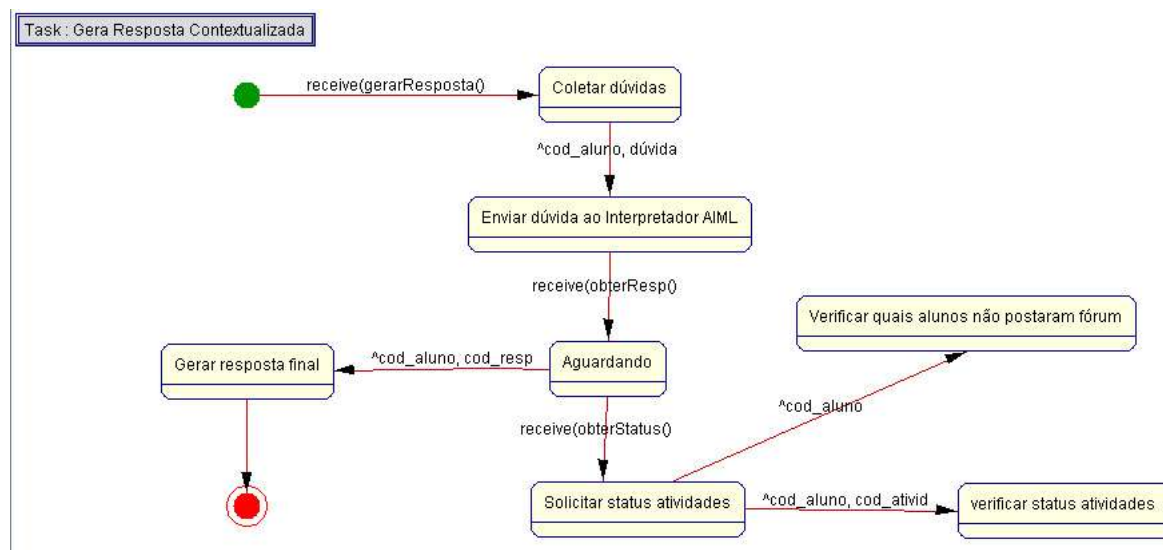 Task : Gera Resposta Contextualizada
receive(gerarResposta()
Coletar dúvidas
^cod_aluno, dúvida
Enviar dúvida ao Interpretador AIML
receive(obterResp()
Verificar quais alunos não postaram fórum
Gerar resposta final
^cod_aluno, cod_resp
Aguardando
^cod_aluno
receive(obterStatus()
Solicitar status atividades
^cod_aluno, cod_ativid
verificar status atividades